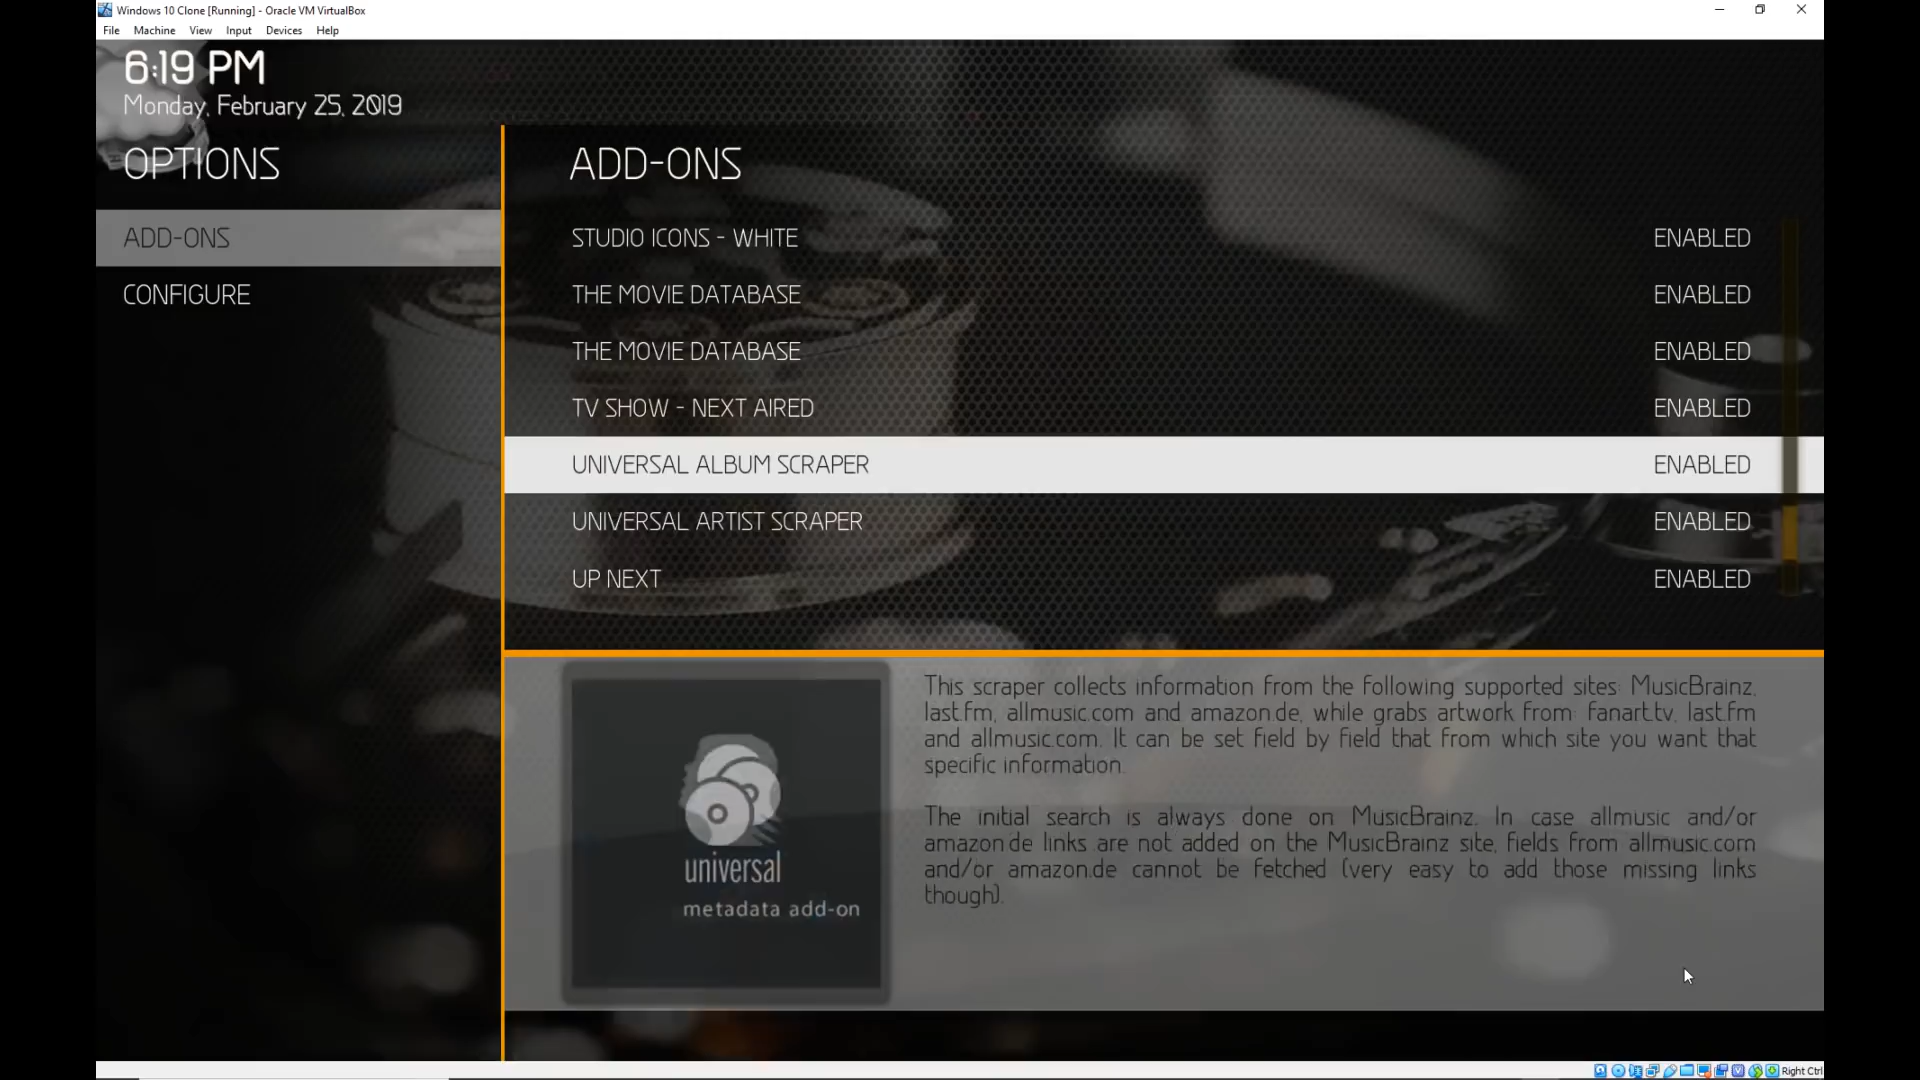 Windows 10 Clone [Running] - Oracle VM VirtualBox
File Machine View Input Devices Help
6:19 PM
Monday, February 25, 2019
OPTIONS
ADD-ONS
CONFIGURE
ADD-ONS
STUDIO ICONS - WHITE ENABLED
THE MOVIE DATABASE ENABLED
THE MOVIE DATABASE ENABLED
TV SHOW - NEXT AIRED ENABLED
UNIVERSAL ALBUM SCRAPER ENABLED
UNIVERSAL ARTIST SCRAPER ENABLED
UP NEXT ENABLED
universal
metadata add-on
This scraper collects information from the following supported sites: MusicBrainz,
last.fm, allmusic.com and amazon.de, while grabs artwork from: fanart.tv, last.fm
and allmusic.com. It can be set field by field that from which site you want that
specific information.
The initial search is always done on MusicBrainz. In case allmusic and/or
amazon.de links are not added on the MusicBrainz site, fields from allmusic.com
and/or amazon.de cannot be fetched (very easy to add those missing links
though).
Right Ctrl